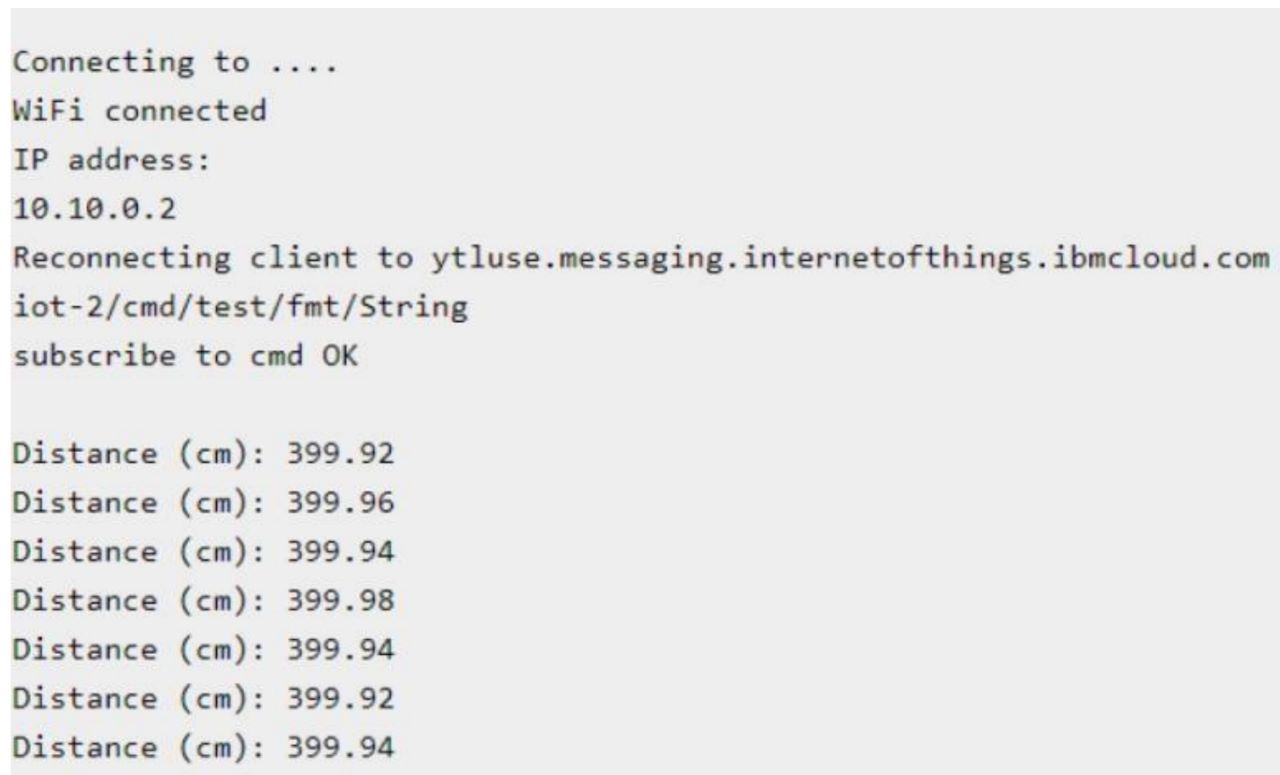 Connecting to ....
WiFi connected
IP address:
10.10.0.2
Reconnecting client to ytluse.messaging.internetofthings.ibmcloud.com
iot-2/cmd/test/fmt/String
subscribe to cmd OK
Distance (cm): 399.92
Distance (cm): 399.96
Distance (cm): 399.94
Distance (cm): 399.98
Distance (cm): 399.94
Distance (cm): 399.92
Distance (cm): 399.94